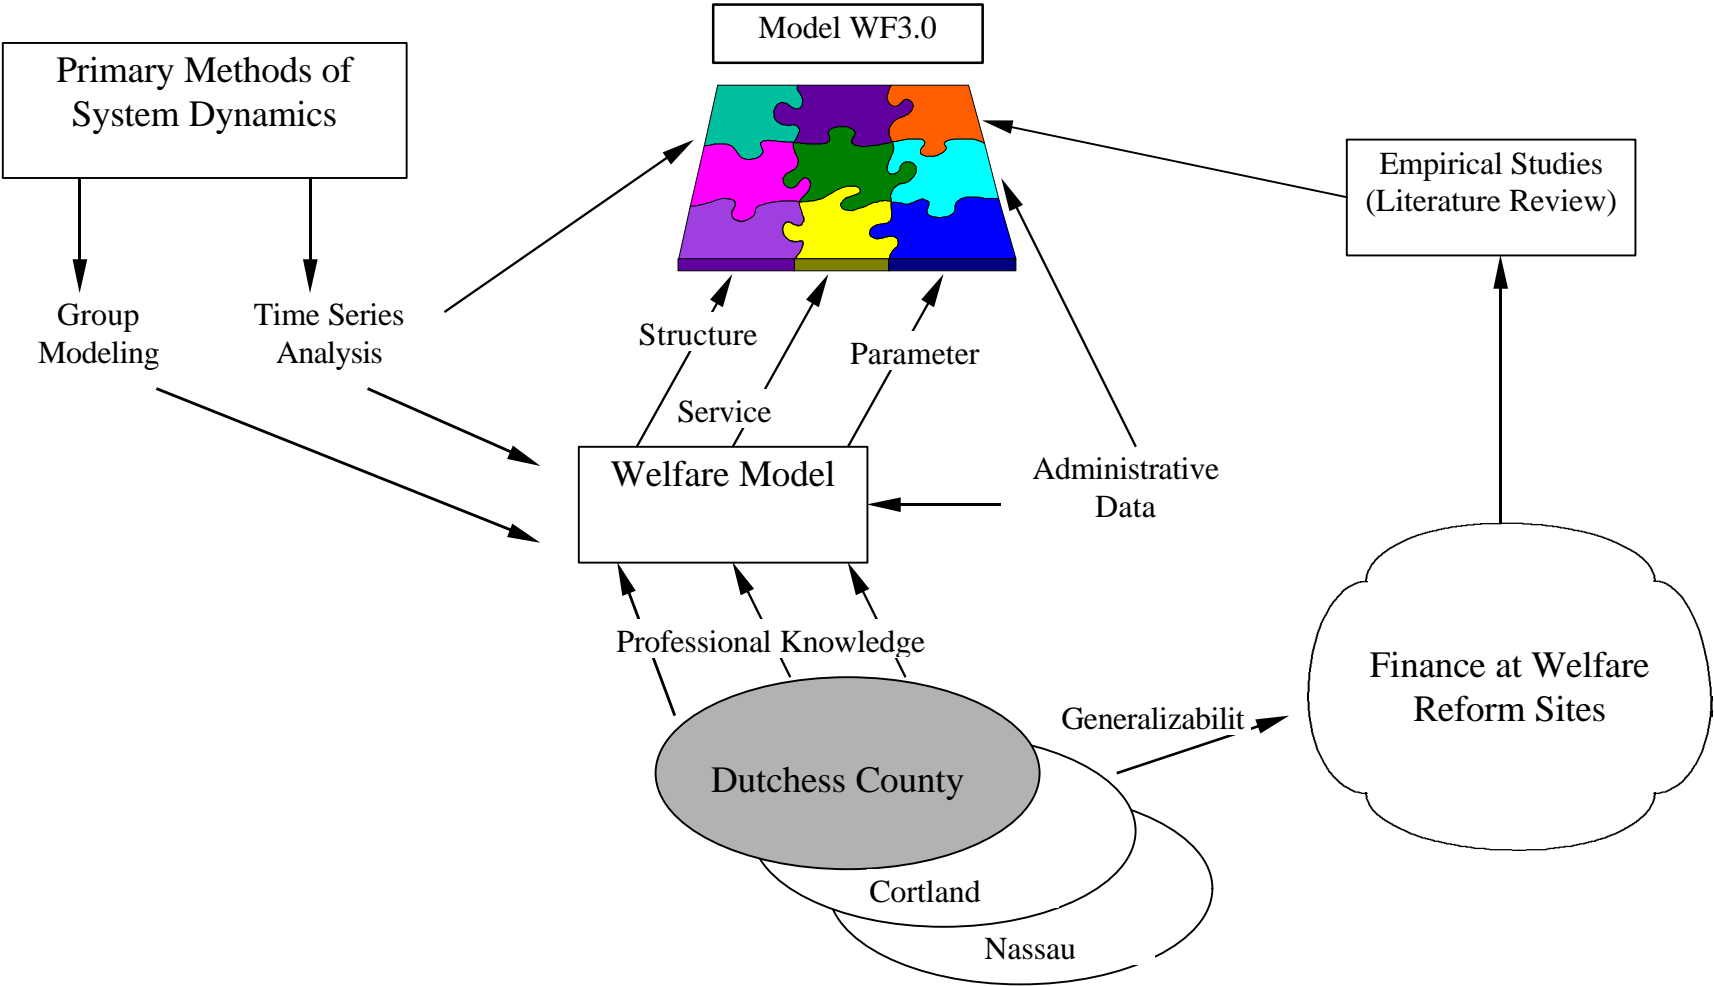 Model WF3.0
Primary Methods of
System Dynamics
Empirical Studies
(Literature Review)
Group
Modeling
Time Series
Analysis
Structure
Parameter
Service
Welfare Model
Administrative
Data
Professional Knowledge
Finance at Welfare
Reform Sites
Generalizabilit
Dutchess County
Cortland
Nassau